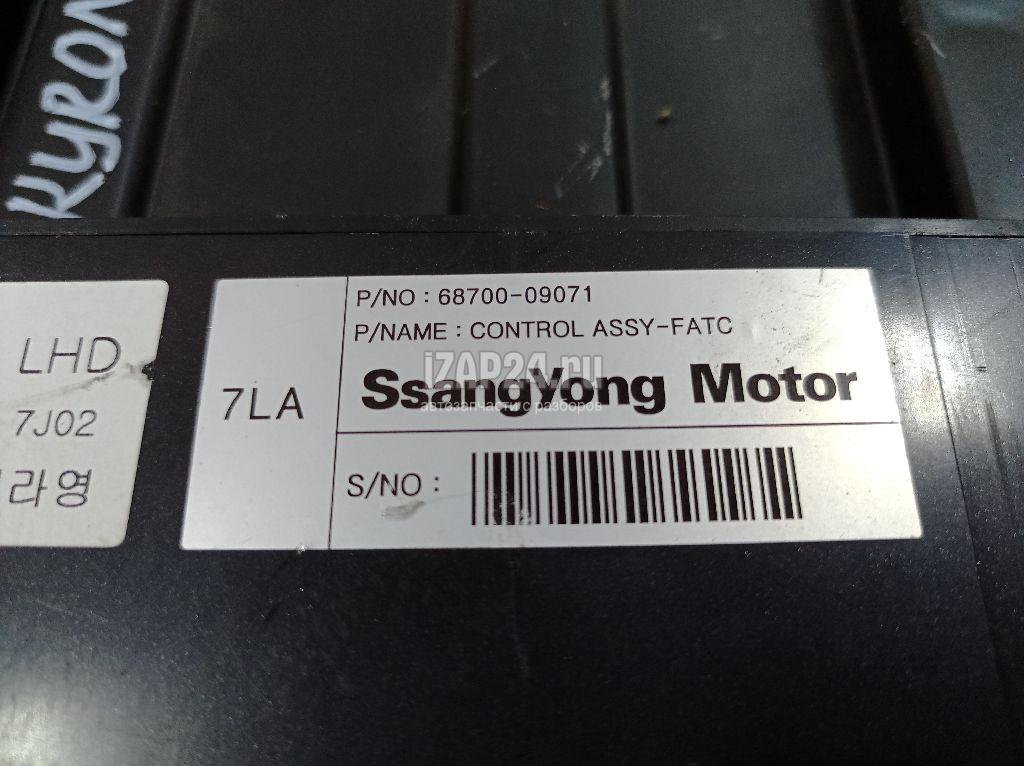 KYRON
LHD
7J02
라영
7LA
P/NO : 68700-09071
P/NAME : CONTROL ASSY-FATC
SsangYong Motor
S/NO :
iZAP24.ru
автозапчасти с разборов